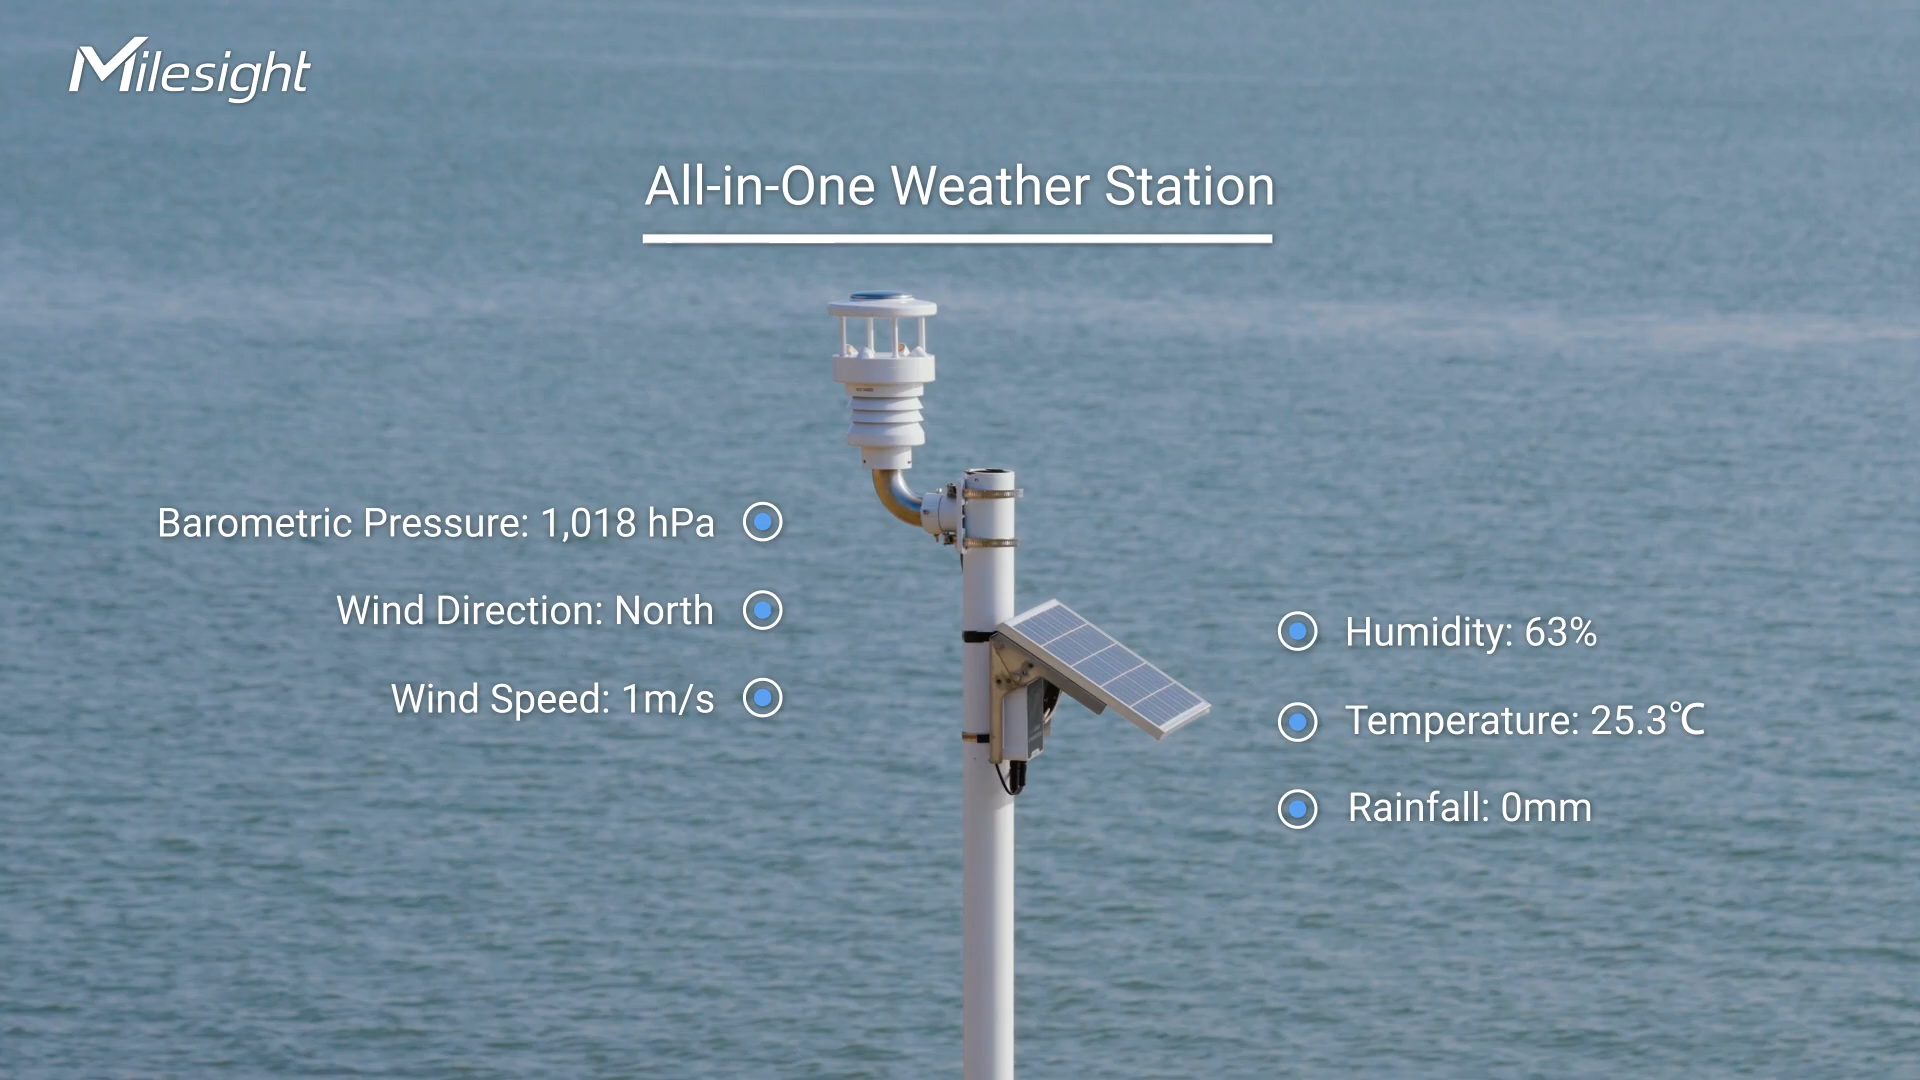 Milesight
All-in-One Weather Station
Barometric Pressure: 1,018 hPa
Wind Direction: North
Wind Speed: 1m/s
Humidity: 63%
Temperature: 25.3℃
Rainfall: 0mm